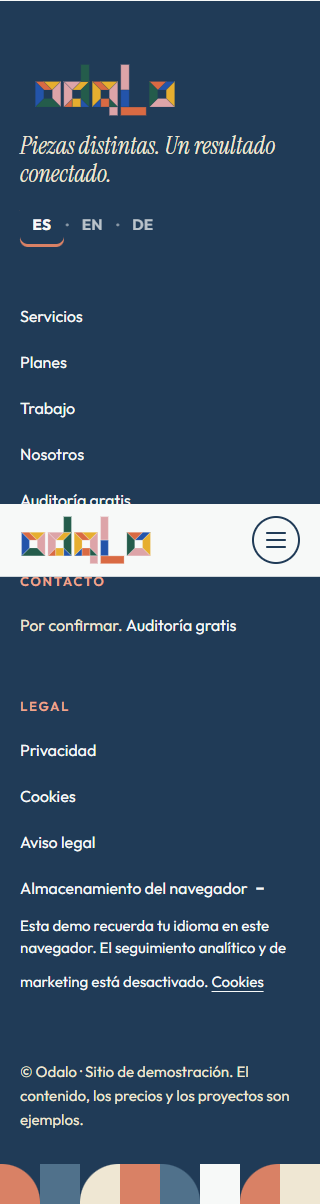 odalo
Piezas distintas. Un resultado
conectado.
ES · EN · DE
Servicios
Planes
Trabajo
Nosotros
Auditoría gratis
odalo
CONTACTO
Por confirmar. Auditoría gratis
LEGAL
Privacidad
Cookies
Aviso legal
Almacenamiento del navegador –
Esta demo recuerda tu idioma en este
navegador. El seguimiento analítico y de
marketing está desactivado. Cookies
© Odalo · Sitio de demostración. El
contenido, los precios y los proyectos son
ejemplos.